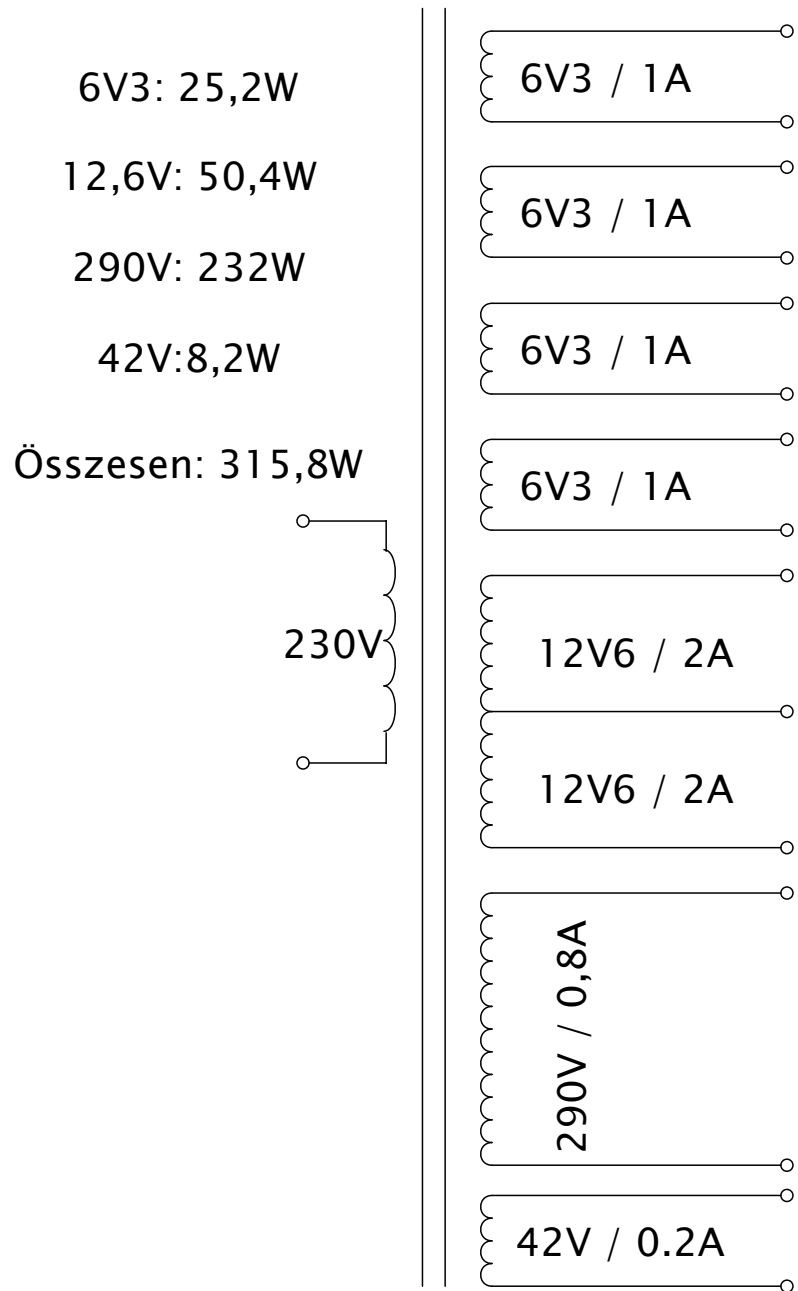 6V3: 25,2W
12,6V: 50,4W
290V: 232W
42V:8,2W
Összesen: 315,8W
230V
6V3 / 1A
6V3 / 1A
6V3 / 1A
6V3 / 1A
12V6 / 2A
12V6 / 2A
290V / 0,8A
42V / 0.2A